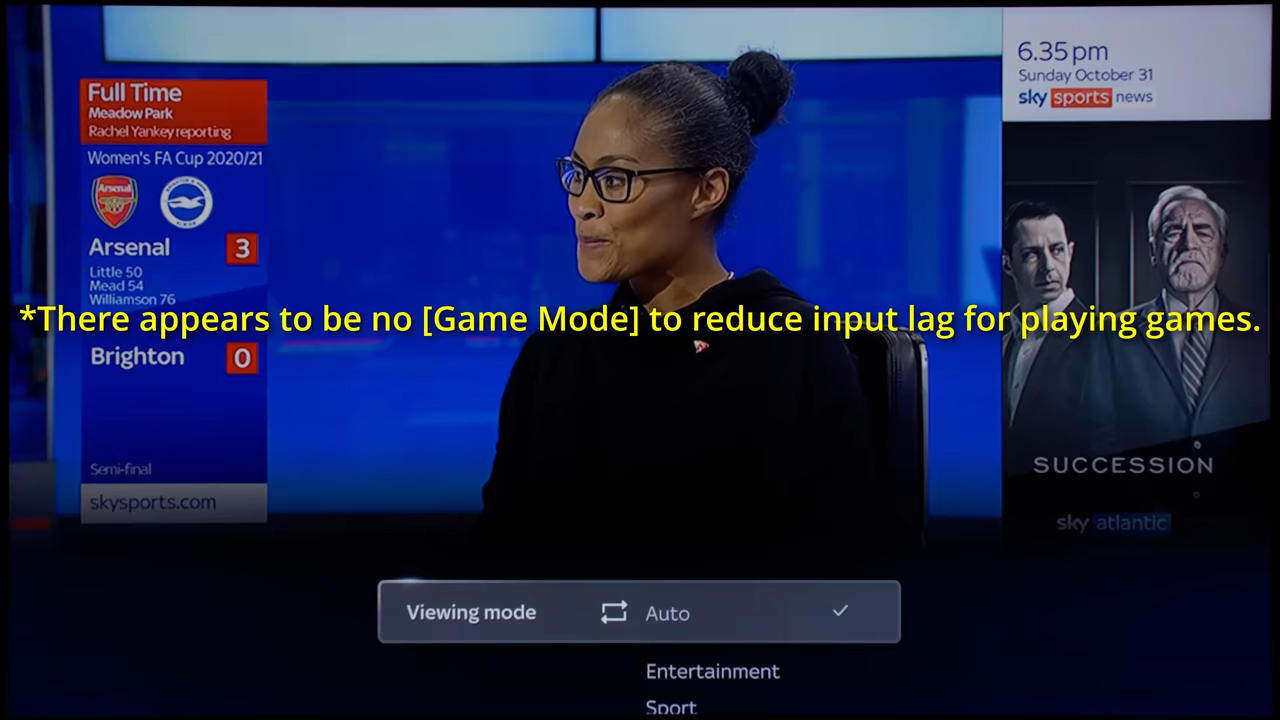 6.35pm
Sunday October 31
sky sports news
Full Time
Meadow Park
Rachel Yankey reporting
Women's FA Cup 2020/21
Arsenal
Arsenal 3
Little 50
Mead 54
Williamson 76
*There appears to be no [Game Mode] to reduce input lag for playing games.
Brighton 0
Semi-final
skysports.com
SUCCESSION
sky atlantic
Viewing mode Auto
Entertainment
Sport